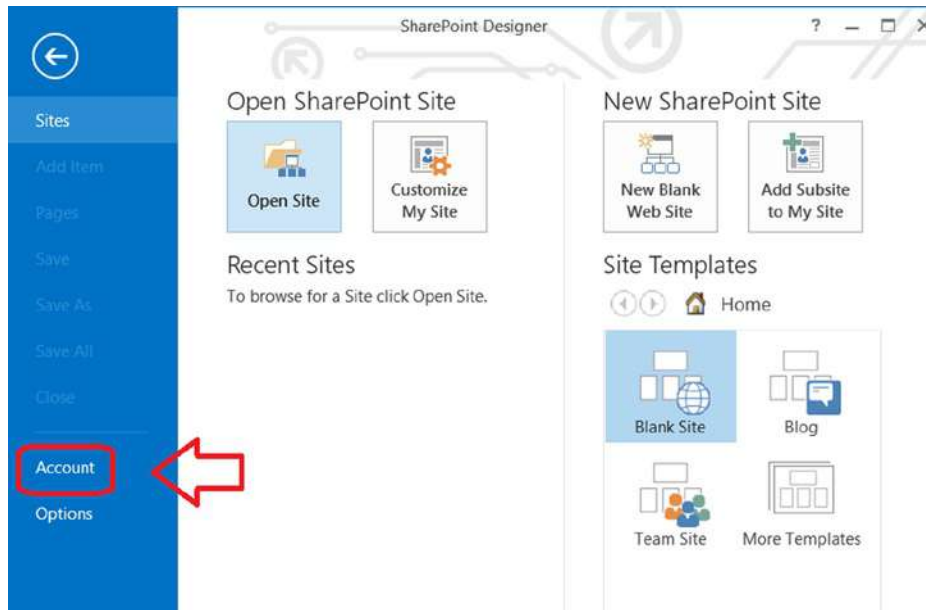 SharePoint Designer
?
Sites
Add Item
Pages
Save
Save As
Save All
Close
Account
Options
Open SharePoint Site
Open Site
Customize
My Site
Recent Sites
To browse for a Site click Open Site.
New SharePoint Site
New Blank
Web Site
Add Subsite
to My Site
Site Templates
Home
Blank Site
Blog
Team Site
More Templates